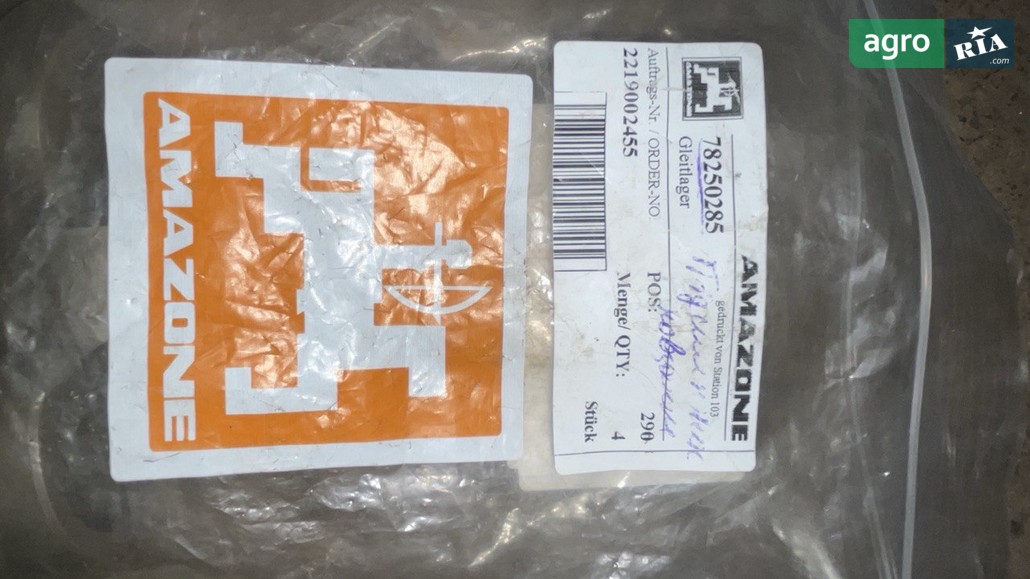 agro
RIA
.com
AMAZONE
AMAZONE
AMAZONE
gedruckt von Station 103
78250285
Gleitlager
Auftrags-Nr. / ORDER-NO
POS:
290
2219002455
Menge/ QTY:
4
Stück